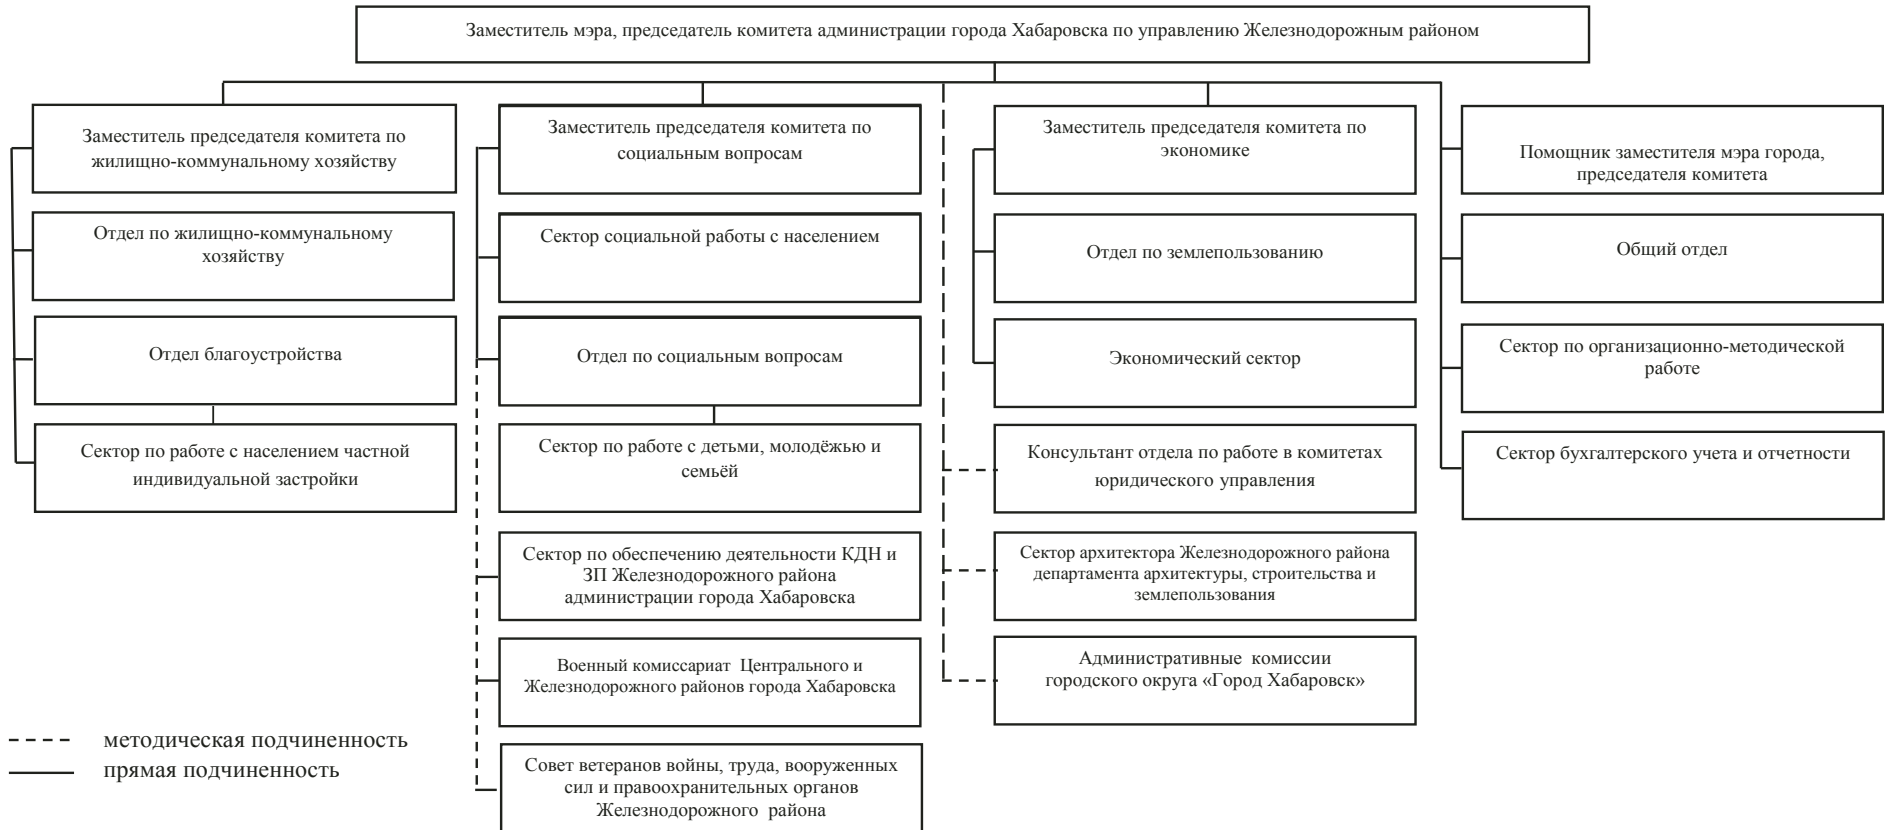 Заместитель мэра, председатель комитета администрации города Хабаровска по управлению Железнодорожным районом
Заместитель председателя комитета по
жилищно-коммунальному хозяйству
Отдел по жилищно-коммунальному
хозяйству
Отдел благоустройства
Сектор по работе с населением частной
индивидуальной застройки
Заместитель председателя комитета по
социальным вопросам
Сектор социальной работы с населением
Отдел по социальным вопросам
Сектор по работе с детьми, молодёжью и
семьёй
Сектор по обеспечению деятельности КДН и
ЗП Железнодорожного района
администрации города Хабаровска
Военный комиссариат Центрального и
Железнодорожного районов города Хабаровска
Совет ветеранов войны, труда, вооруженных
сил и правоохранительных органов
Железнодорожного района
Заместитель председателя комитета по
экономике
Отдел по землепользованию
Экономический сектор
Консультант отдела по работе в комитетах
юридического управления
Сектор архитектора Железнодорожного района
департамента архитектуры, строительства и
землепользования
Административные комиссии
городского округа «Город Хабаровск»
Помощник заместителя мэра города,
председателя комитета
Общий отдел
Сектор по организационно-методической
работе
Сектор бухгалтерского учета и отчетности
методическая подчиненность
прямая подчиненность